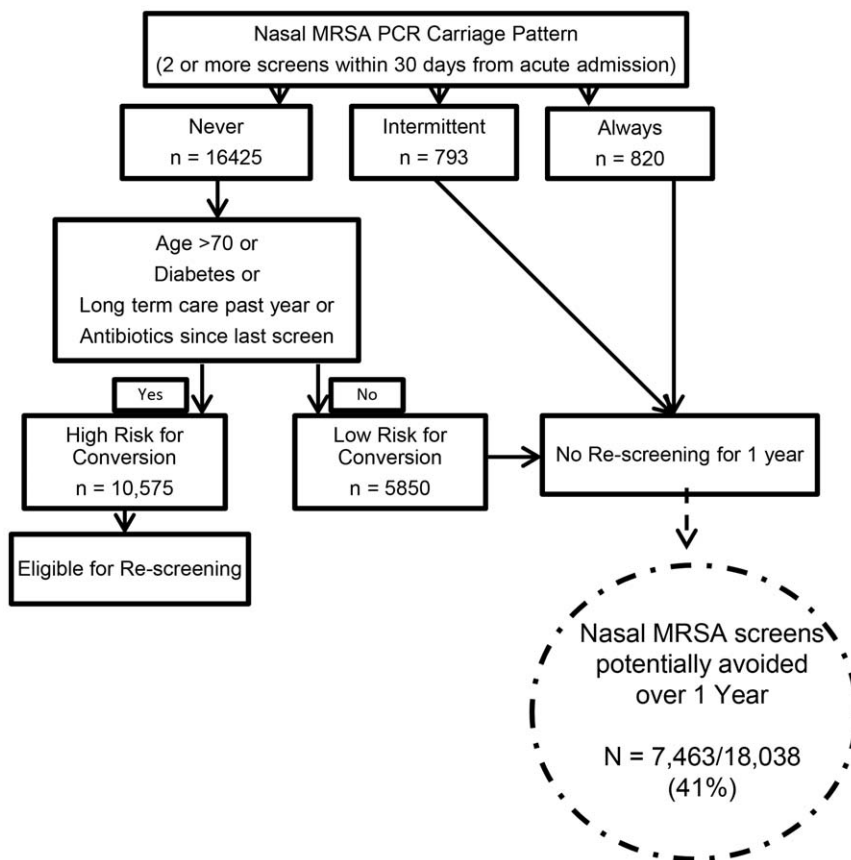 Nasal MRSA PCR Carriage Pattern
(2 or more screens within 30 days from acute admission)
Never
n = 16425
Intermittent
n = 793
Always
n = 820
Age >70 or
Diabetes or
Long term care past year or
Antibiotics since last screen
Yes
No
High Risk for
Conversion
n = 10,575
Low Risk for
Conversion
n = 5850
No Re-screening for 1 year
Eligible for Re-screening
Nasal MRSA screens
potentially avoided
over 1 Year
N = 7,463/18,038
(41%)